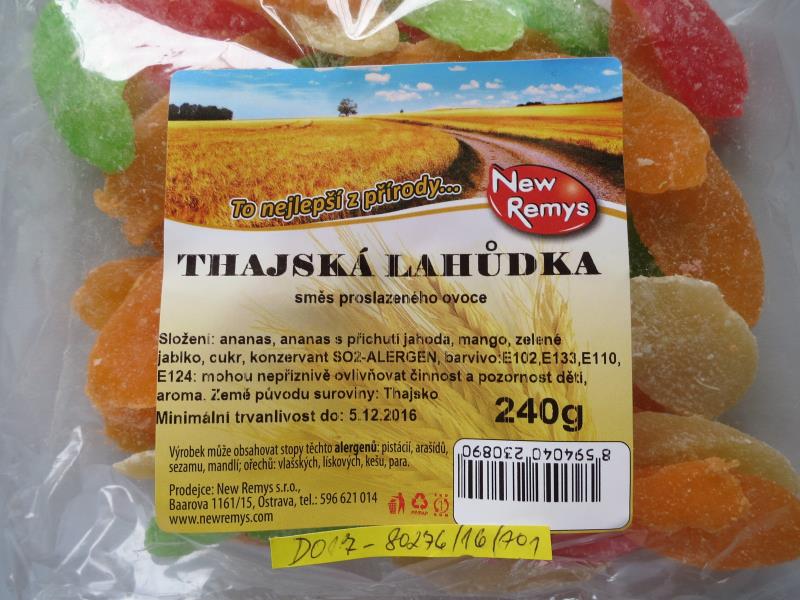 To nejlepší z přírody...
New
Remys
THAJSKÁ LAHŮDKA
směs proslazeného ovoce
Složení: ananas, ananas s příchutí jahoda, mango, zelené
jablko, cukr, konzervant SO2-ALERGEN, barvivo:E102,E133,E110,
E124: mohou nepříznivě ovlivňovat činnost a pozornost dětí,
aroma. Země původu suroviny: Thajsko
Minimální trvanlivost do: 5.12.2016
240g
Výrobek může obsahovat stopy těchto alergenů: pistácií, arašídů,
sezamu, mandlí; ořechů: vlašských, lískových, kešu, para.
Prodejce: New Remys s.r.o.,
Baarova 1161/15, Ostrava, tel.: 596 621 014
www.newremys.com
8 594040 230890
D017-80276/16/701